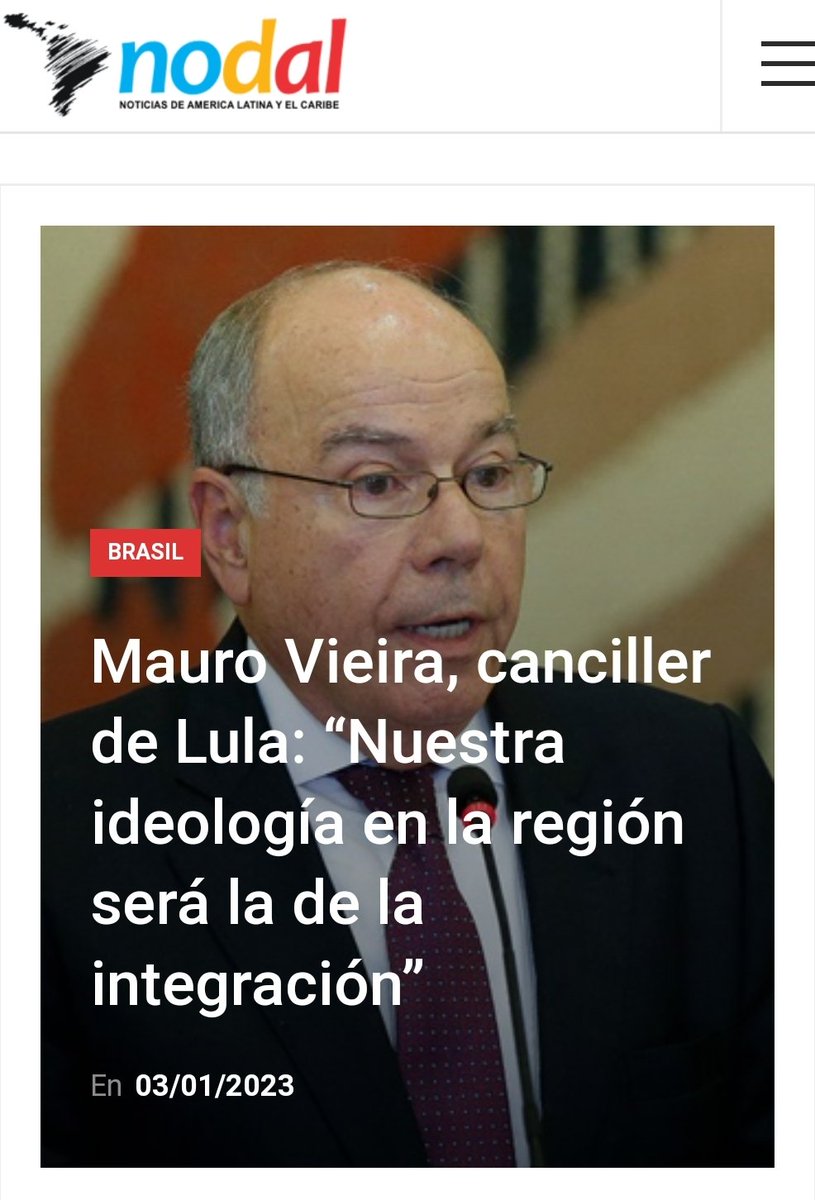 nodal
NOTICIAS DE AMERICA LATINA Y EL CARIBE
BRASIL
Mauro Vieira, canciller
de Lula: “Nuestra
ideología en la región
será la de la
integración”
En 03/01/2023